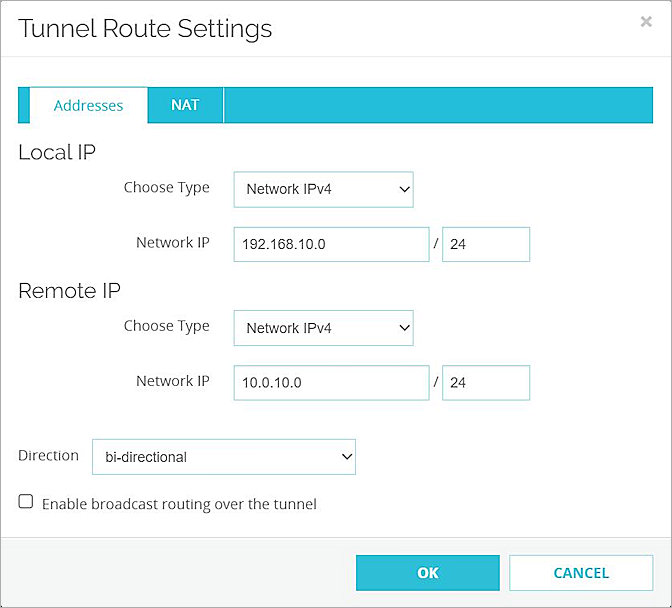 Tunnel Route Settings ×
Addresses NAT
Local IP
Choose Type Network IPv4
Network IP 192.168.10.0 / 24
Remote IP
Choose Type Network IPv4
Network IP 10.0.10.0 / 24
Direction bi-directional
Enable broadcast routing over the tunnel
OK CANCEL